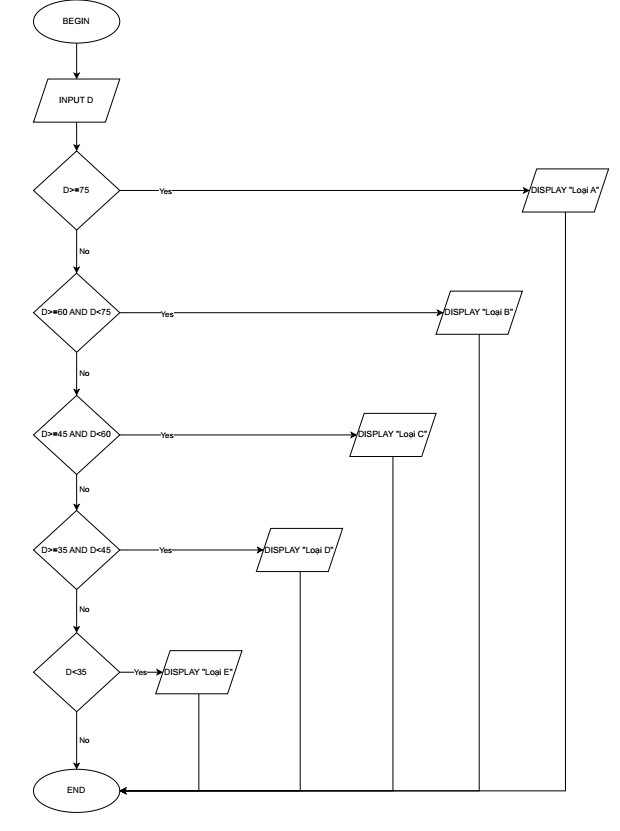 BEGIN
INPUT D
D>=75
Yes
DISPLAY "Loại A"
No
D>=60 AND D<75
Yes
DISPLAY "Loại B"
No
D>=45 AND D<60
Yes
DISPLAY "Loại C"
No
D>=35 AND D<45
Yes
DISPLAY "Loại D"
No
D<35
Yes
DISPLAY "Loại E"
No
END